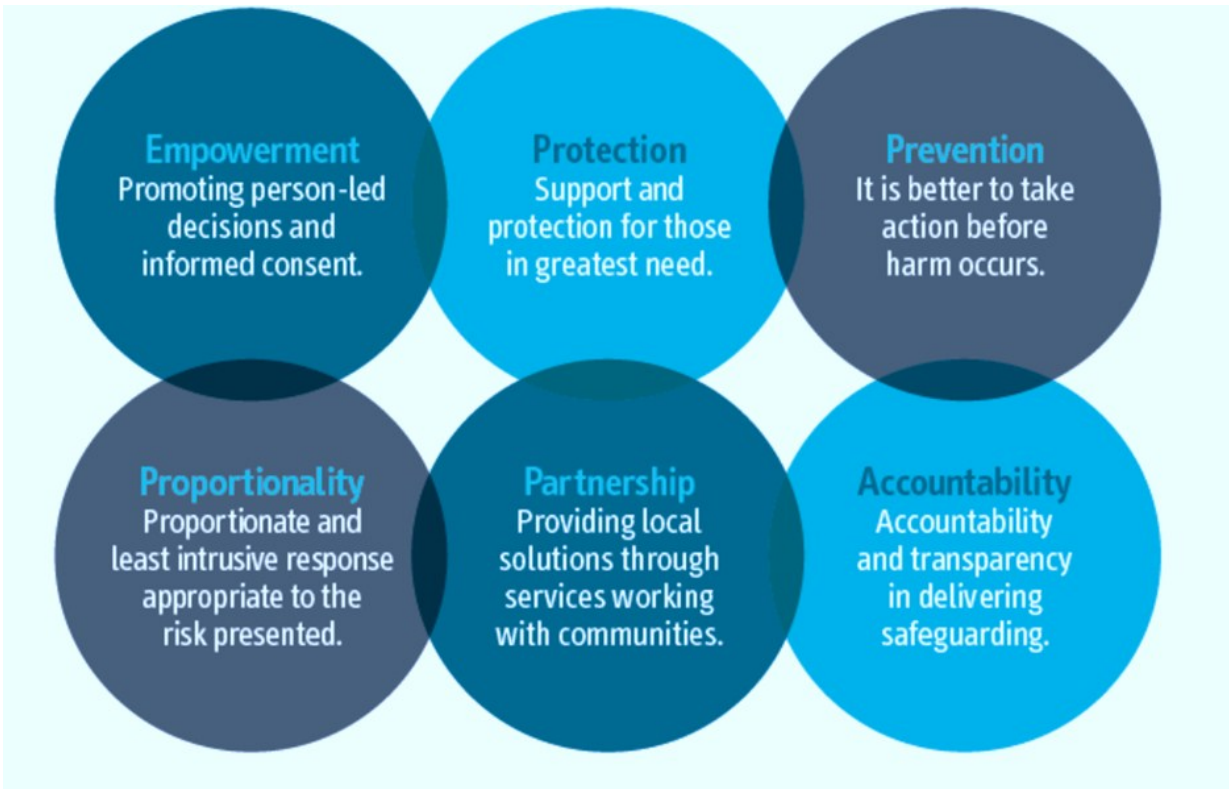 Empowerment
Promoting person-led
decisions and
informed consent.
Protection
Support and
protection for those
in greatest need.
Prevention
It is better to take
action before
harm occurs.
Proportionality
Proportionate and
least intrusive response
appropriate to the
risk presented.
Partnership
Providing local
solutions through
services working
with communities.
Accountability
Accountability
and transparency
in delivering
safeguarding.